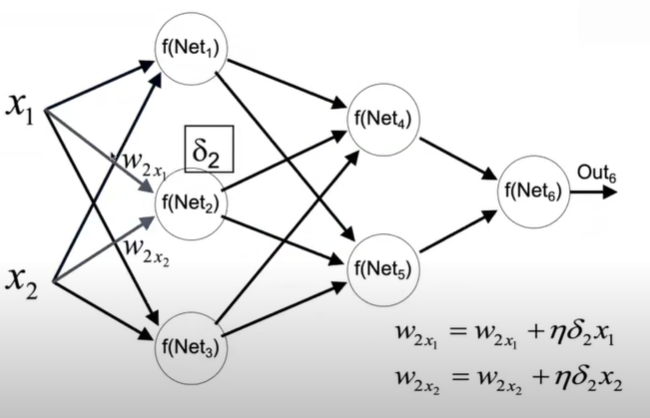 f(Net₁)
x₁
w₂ₓ₁
δ₂
f(Net₄)
Out₆
f(Net₂)
f(Net₆)
w₂ₓ₂
x₂
f(Net₅)
f(Net₃)
w₂ₓ₁ = w₂ₓ₁ + ηδ₂x₁
w₂ₓ₂ = w₂ₓ₂ + ηδ₂x₂